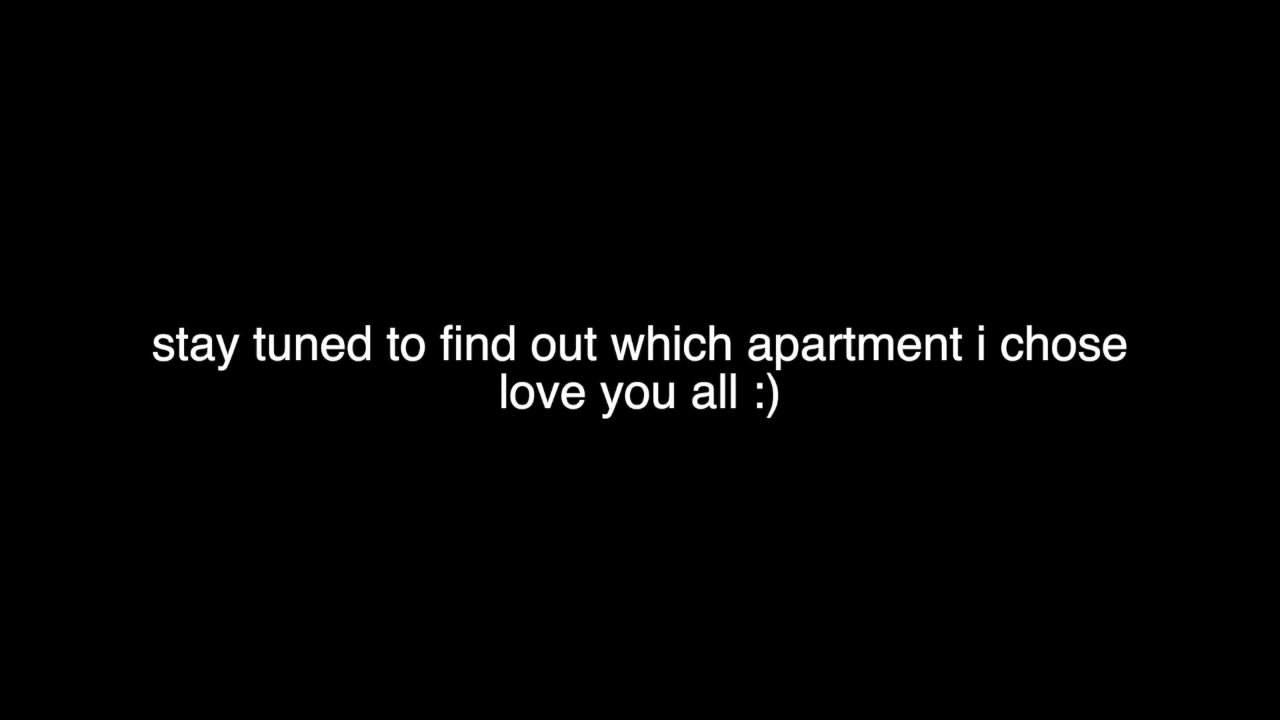 stay tuned to find out which apartment i chose
love you all :)